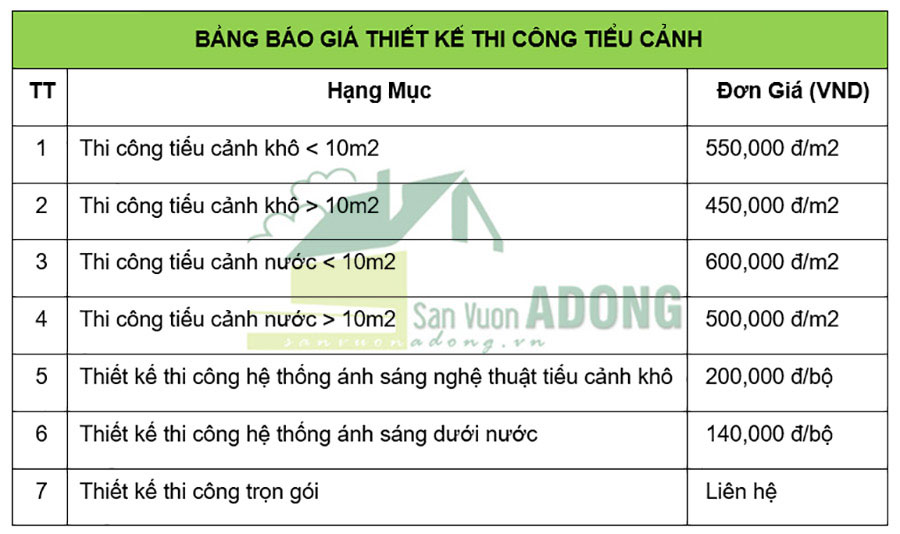 BẢNG BÁO GIÁ THIẾT KẾ THI CÔNG TIỂU CẢNH
TT Hạng Mục Đơn Giá (VND)
1 Thi công tiểu cảnh khô < 10m2 550,000 đ/m2
2 Thi công tiểu cảnh khô > 10m2 450,000 đ/m2
3 Thi công tiểu cảnh nước < 10m2 600,000 đ/m2
4 Thi công tiểu cảnh nước > 10m2 500,000 đ/m2
San Vuon ADONG
sanvuonadong.vn
5 Thiết kế thi công hệ thống ánh sáng nghệ thuật tiểu cảnh khô 200,000 đ/bộ
6 Thiết kế thi công hệ thống ánh sáng dưới nước 140,000 đ/bộ
7 Thiết kế thi công trọn gói Liên hệ